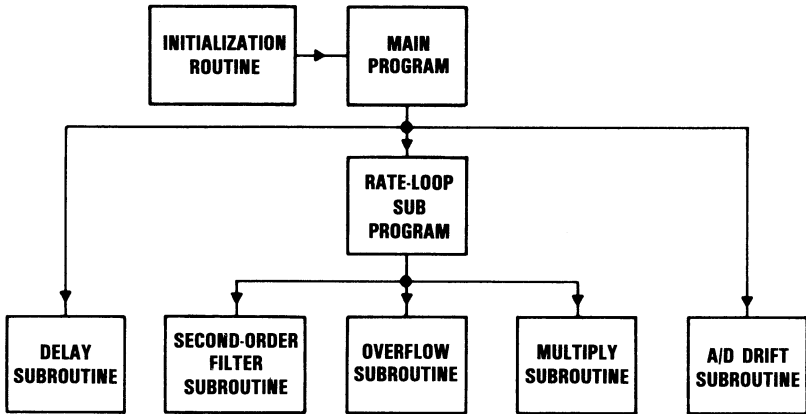 INITIALIZATION
ROUTINE
MAIN
PROGRAM
RATE-LOOP
SUB
PROGRAM
DELAY
SUBROUTINE
SECOND-ORDER
FILTER
SUBROUTINE
OVERFLOW
SUBROUTINE
MULTIPLY
SUBROUTINE
A/D DRIFT
SUBROUTINE